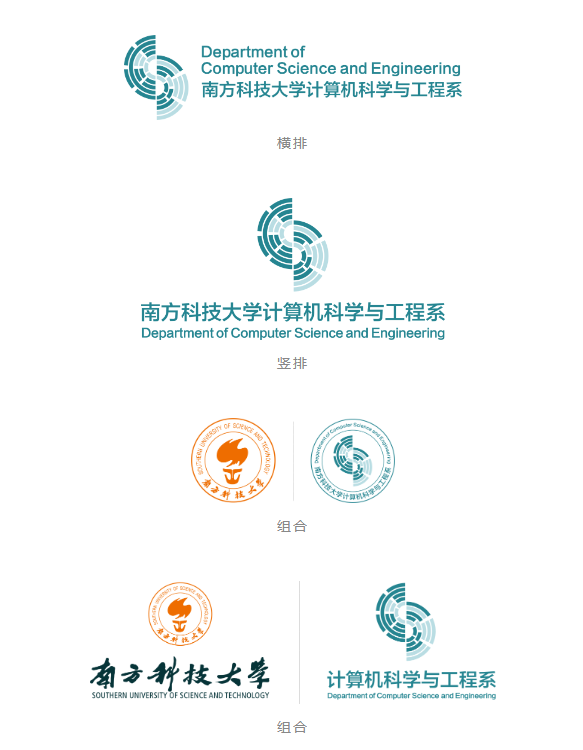 Department of
Computer Science and Engineering
南方科技大学计算机科学与工程系
横排
南方科技大学计算机科学与工程系
Department of Computer Science and Engineering
竖排
SOUTHERN UNIVERSITY OF SCIENCE AND TECHNOLOGY
南方科技大学
Department of Computer Science and Engineering
南方科技大学计算机科学与工程系
组合
SOUTHERN UNIVERSITY OF SCIENCE AND TECHNOLOGY
南方科技大学
南方科技大学
SOUTHERN UNIVERSITY OF SCIENCE AND TECHNOLOGY
计算机科学与工程系
Department of Computer Science and Engineering
组合